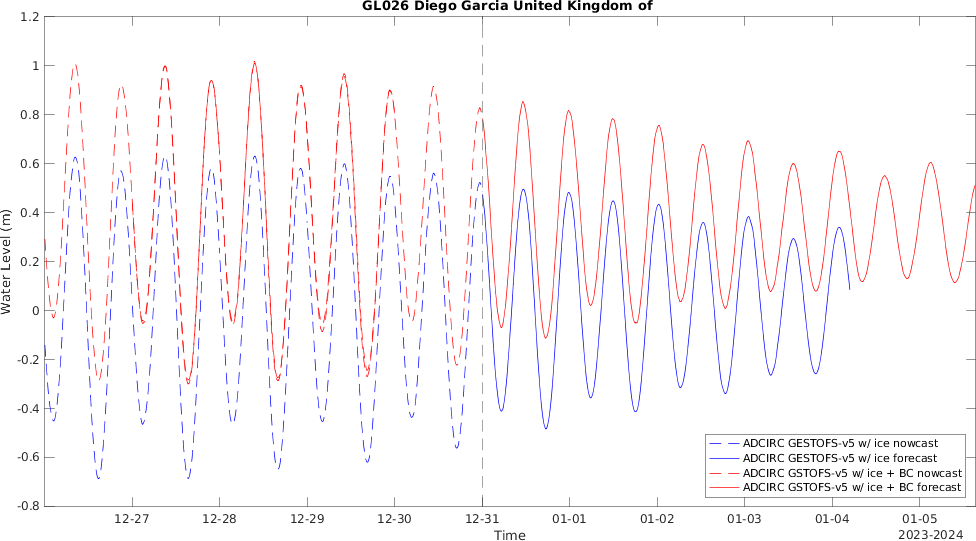 GL026 Diego Garcia United Kingdom of
1.2
1
0.8
0.6
0.4
0.2
0
-0.2
-0.4
-0.6
-0.8
Water Level (m)
ADCIRC GESTOFS-v5 w/ ice nowcast
ADCIRC GESTOFS-v5 w/ ice forecast
ADCIRC GSTOFS-v5 w/ ice + BC nowcast
ADCIRC GSTOFS-v5 w/ ice + BC forecast
12-27 12-28 12-29 12-30 12-31 01-01 01-02 01-03 01-04 01-05
Time
2023-2024